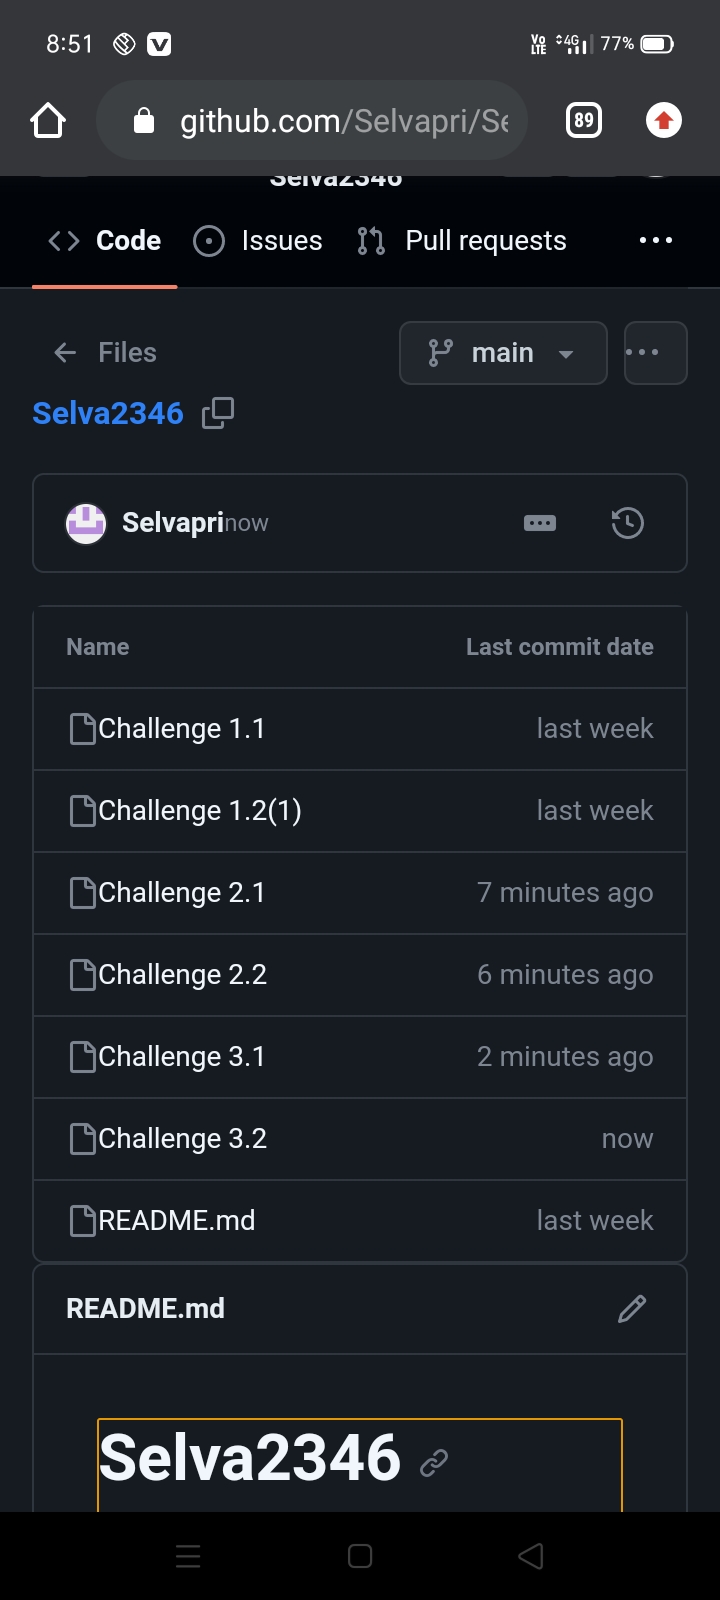 8:51 Vo LTE 4G 77%
github.com/Selvapri/Se 89
Selva2346
Code Issues Pull requests
Files main
Selva2346
Selvapri now
Name Last commit date
Challenge 1.1 last week
Challenge 1.2(1) last week
Challenge 2.1 7 minutes ago
Challenge 2.2 6 minutes ago
Challenge 3.1 2 minutes ago
Challenge 3.2 now
README.md last week
README.md
Selva2346